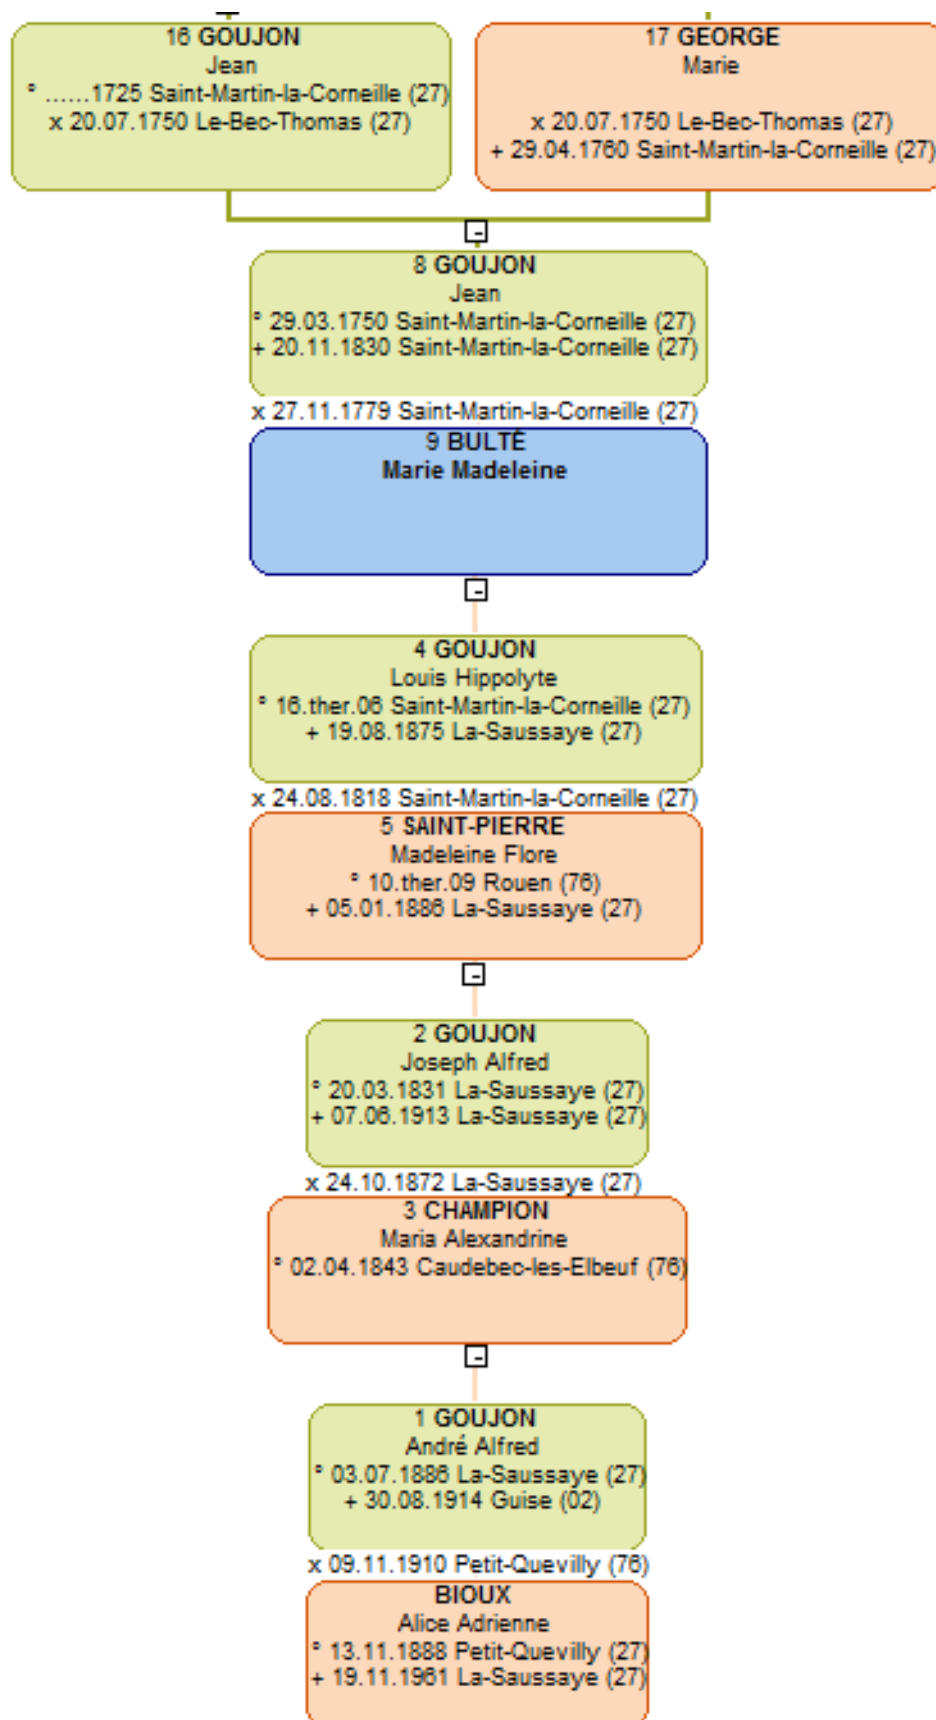 16 GOUJON
Jean
° ......1725 Saint-Martin-la-Corneille (27)
x 20.07.1750 Le-Bec-Thomas (27)
17 GEORGE
Marie
x 20.07.1750 Le-Bec-Thomas (27)
+ 29.04.1760 Saint-Martin-la-Corneille (27)
8 GOUJON
Jean
° 29.03.1750 Saint-Martin-la-Corneille (27)
+ 20.11.1830 Saint-Martin-la-Corneille (27)
x 27.11.1779 Saint-Martin-la-Corneille (27)
9 BULTÉ
Marie Madeleine
4 GOUJON
Louis Hippolyte
° 16.ther.06 Saint-Martin-la-Corneille (27)
+ 19.08.1875 La-Saussaye (27)
x 24.08.1818 Saint-Martin-la-Corneille (27)
5 SAINT-PIERRE
Madeleine Flore
° 10.ther.09 Rouen (76)
+ 05.01.1886 La-Saussaye (27)
2 GOUJON
Joseph Alfred
° 20.03.1831 La-Saussaye (27)
+ 07.06.1913 La-Saussaye (27)
x 24.10.1872 La-Saussaye (27)
3 CHAMPION
Maria Alexandrine
° 02.04.1843 Caudebec-les-Elbeuf (76)
1 GOUJON
André Alfred
° 03.07.1886 La-Saussaye (27)
+ 30.08.1914 Guise (02)
x 09.11.1910 Petit-Quevilly (76)
BIOUX
Alice Adrienne
° 13.11.1888 Petit-Quevilly (27)
+ 19.11.1961 La-Saussaye (27)